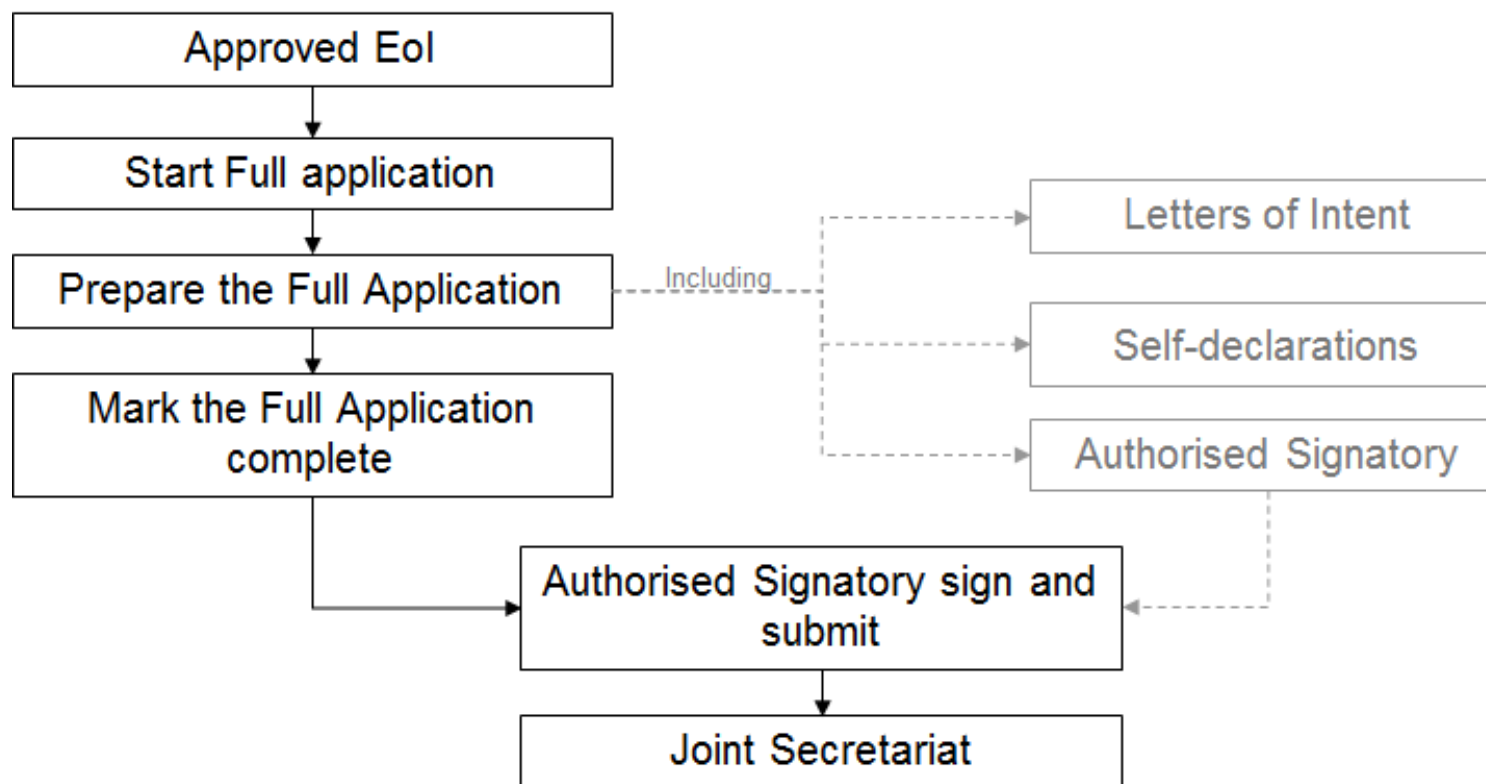 Approved EoI
Start Full application
Prepare the Full Application
Including
Letters of Intent
Self-declarations
Authorised Signatory
Mark the Full Application
complete
Authorised Signatory sign and
submit
Joint Secretariat